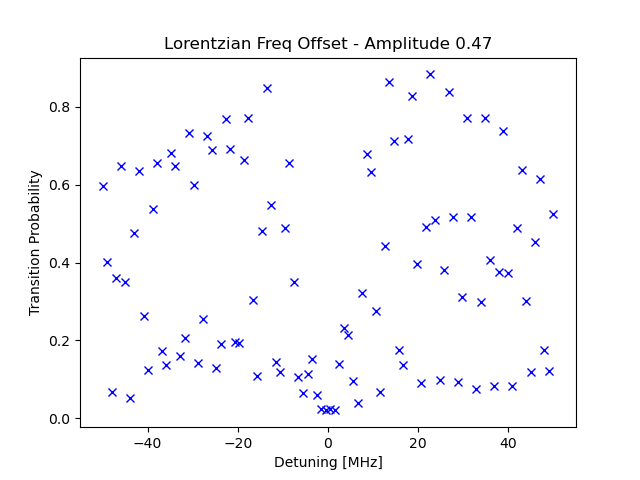 Lorentzian Freq Offset - Amplitude 0.47
Transition Probability
0.8
0.6
0.4
0.2
0.0
−40 −20 0 20 40
Detuning [MHz]